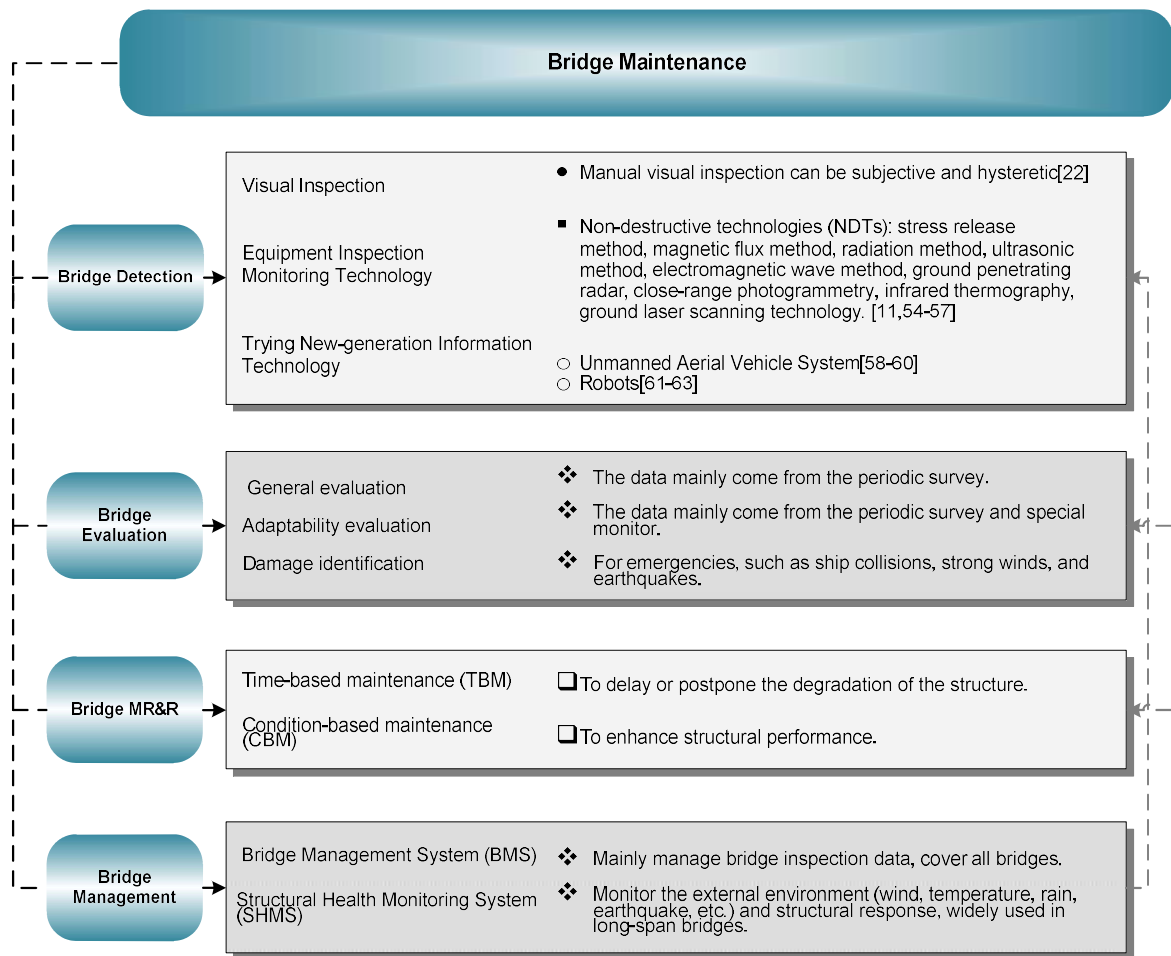 Bridge Maintenance
Bridge Detection
Visual Inspection
● Manual visual inspection can be subjective and hysteretic[22]
Equipment Inspection
Monitoring Technology
■ Non-destructive technologies (NDTs): stress release
method, magnetic flux method, radiation method, ultrasonic
method, electromagnetic wave method, ground penetrating
radar, close-range photogrammetry, infrared thermography,
ground laser scanning technology. [11,54-57]
Trying New-generation Information
Technology
○ Unmanned Aerial Vehicle System[58-60]
○ Robots[61-63]
Bridge
Evaluation
General evaluation
❖ The data mainly come from the periodic survey.
Adaptability evaluation
❖ The data mainly come from the periodic survey and special
monitor.
Damage identification
❖ For emergencies, such as ship collisions, strong winds, and
earthquakes.
Bridge MR&R
Time-based maintenance (TBM)
❑ To delay or postpone the degradation of the structure.
Condition-based maintenance
(CBM)
❑ To enhance structural performance.
Bridge
Management
Bridge Management System (BMS)
❖ Mainly manage bridge inspection data, cover all bridges.
Structural Health Monitoring System
(SHMS)
❖ Monitor the external environment (wind, temperature, rain,
earthquake, etc.) and structural response, widely used in
long-span bridges.